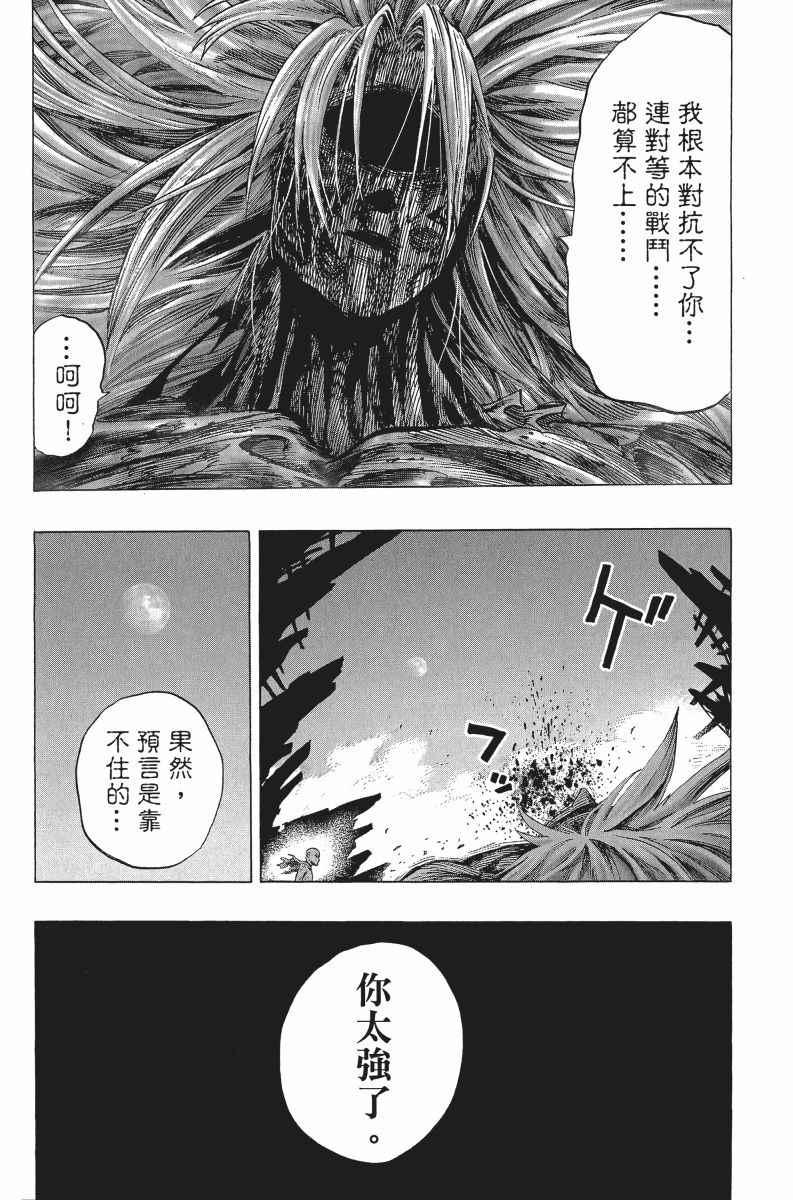 我根本對抗不了你…
連對等的戰鬥……
都算不上……
…呵呵！
ゲブッ
果然，
預言是靠
不住的…
你太強了。